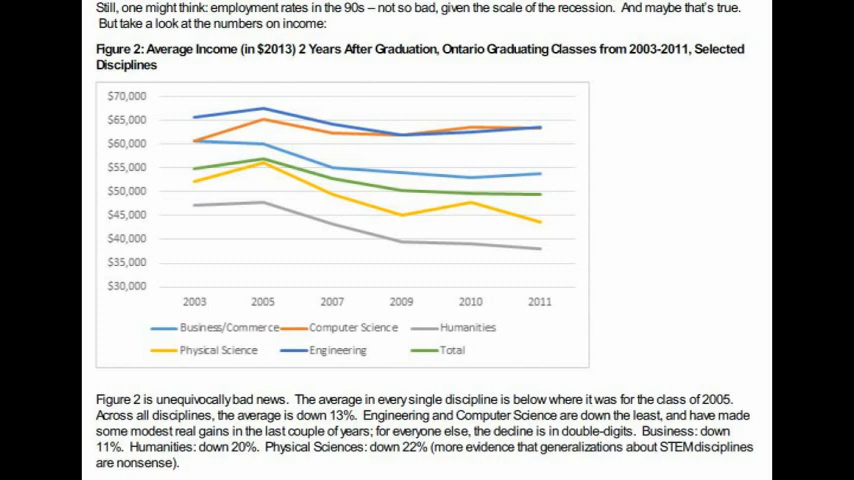 Still, one might think: employment rates in the 90s – not so bad, given the scale of the recession. And maybe that's true.
But take a look at the numbers on income:
Figure 2: Average Income (in $2013) 2 Years After Graduation, Ontario Graduating Classes from 2003-2011, Selected
Disciplines
$70,000
$65,000
$60,000
$55,000
$50,000
$45,000
$40,000
$35,000
$30,000
2003 2005 2007 2009 2010 2011
Business/Commerce Computer Science Humanities
Physical Science Engineering Total
Figure 2 is unequivocally bad news. The average in every single discipline is below where it was for the class of 2005.
Across all disciplines, the average is down 13%. Engineering and Computer Science are down the least, and have made
some modest real gains in the last couple of years; for everyone else, the decline is in double-digits. Business: down
11%. Humanities: down 20%. Physical Sciences: down 22% (more evidence that generalizations about STEM disciplines
are nonsense).